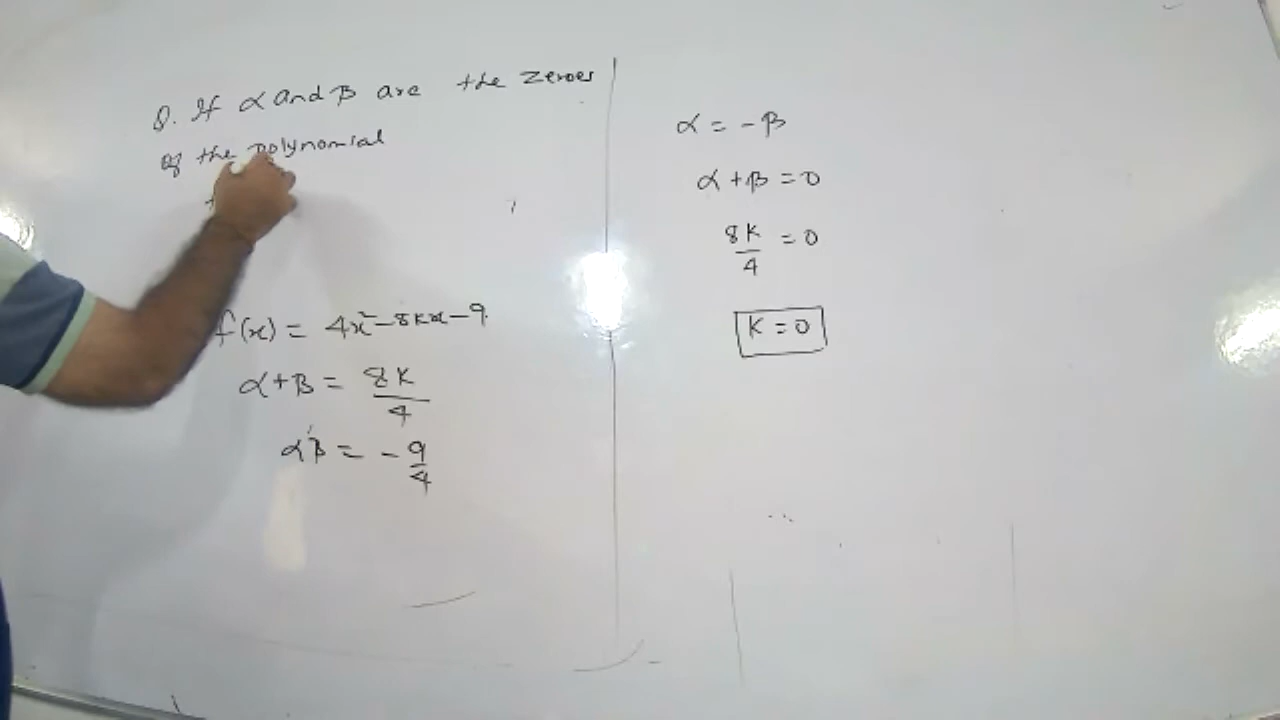 Q. If α and β are the zeroes
of the polynomial
f(x) = 4x² - 8kx - 9
α + β = 8k/4
αβ = - 9/4
α = - β
α + β = 0
8k/4 = 0
k = 0